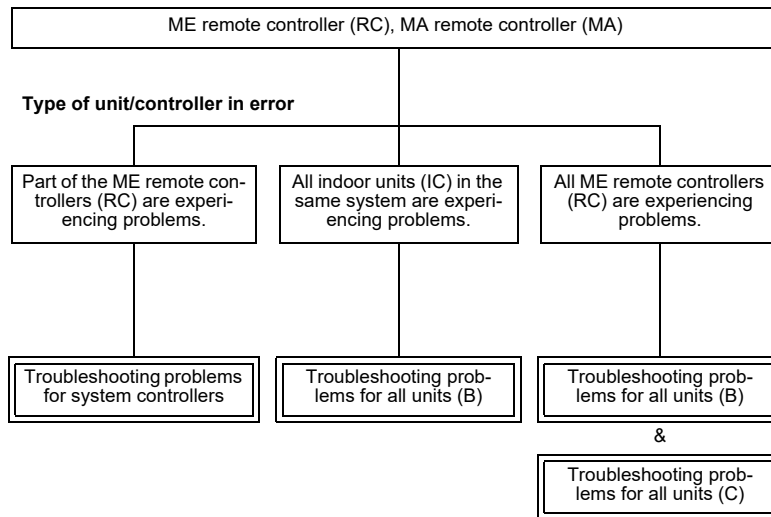 ME remote controller (RC), MA remote controller (MA)
Type of unit/controller in error
Part of the ME remote con-
trollers (RC) are experi-
encing problems.
All indoor units (IC) in the
same system are experi-
encing problems.
All ME remote controllers
(RC) are experiencing
problems.
Troubleshooting problems
for system controllers
Troubleshooting prob-
lems for all units (B)
Troubleshooting prob-
lems for all units (B)
&
Troubleshooting prob-
lems for all units (C)